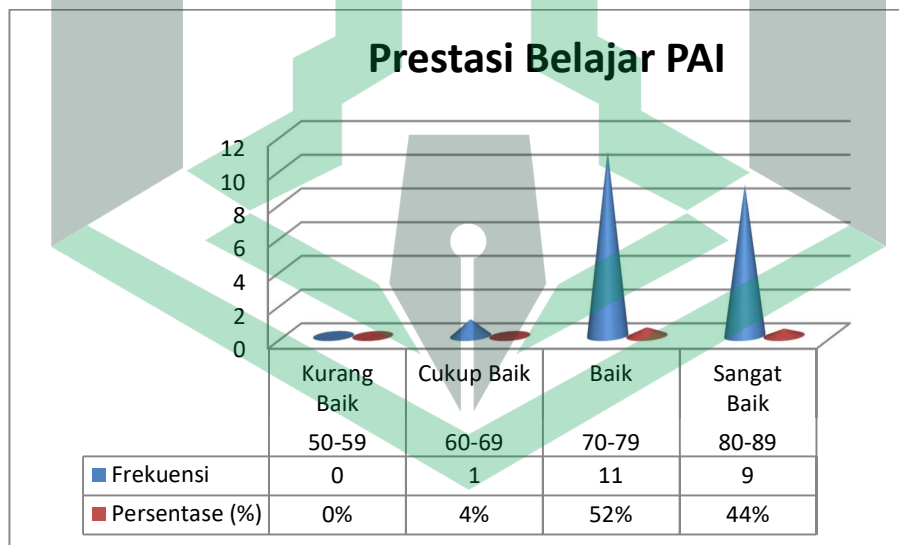 Prestasi Belajar PAI
12
10
8
6
4
2
0
Kurang Baik Cukup Baik Baik Sangat Baik
50-59 60-69 70-79 80-89
Frekuensi 0 1 11 9
Persentase (%) 0% 4% 52% 44%